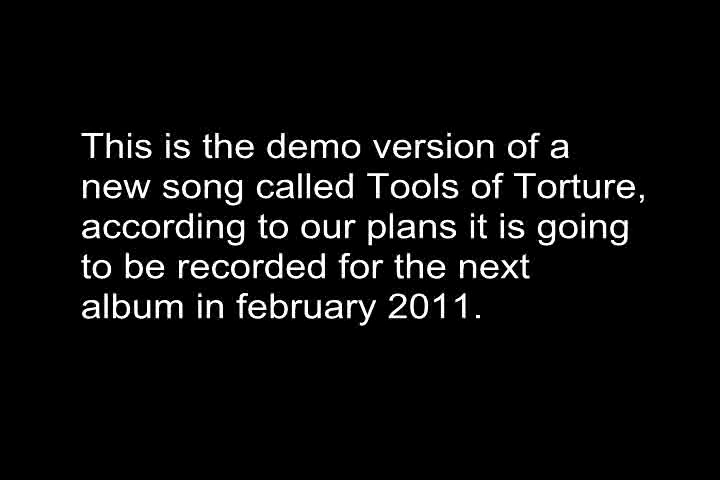 This is the demo version of a
new song called Tools of Torture,
according to our plans it is going
to be recorded for the next
album in february 2011.